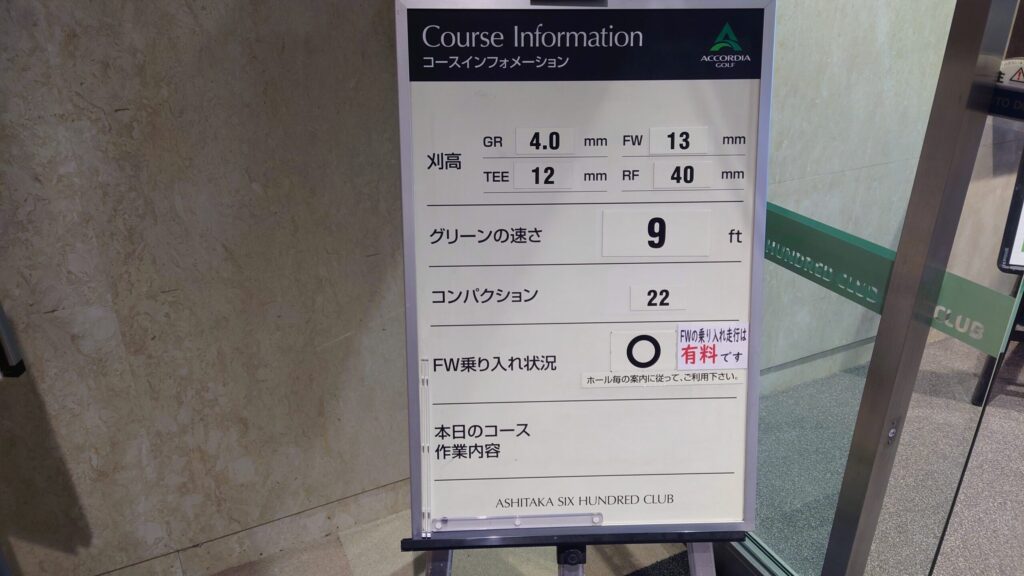 Course Information
コースインフォメーション
ACCORDIA
GOLF
刈高
GR 4.0 mm FW 13 mm
TEE 12 mm RF 40 mm
グリーンの速さ 9 ft
コンパクション 22
FW乗り入れ状況 ○
FWの乗り入れ走行は
有料です
ホール毎の案内に従って、ご利用下さい。
本日のコース
作業内容
ASHITAKA SIX HUNDRED CLUB
HUNDRED CLUB
CLUB